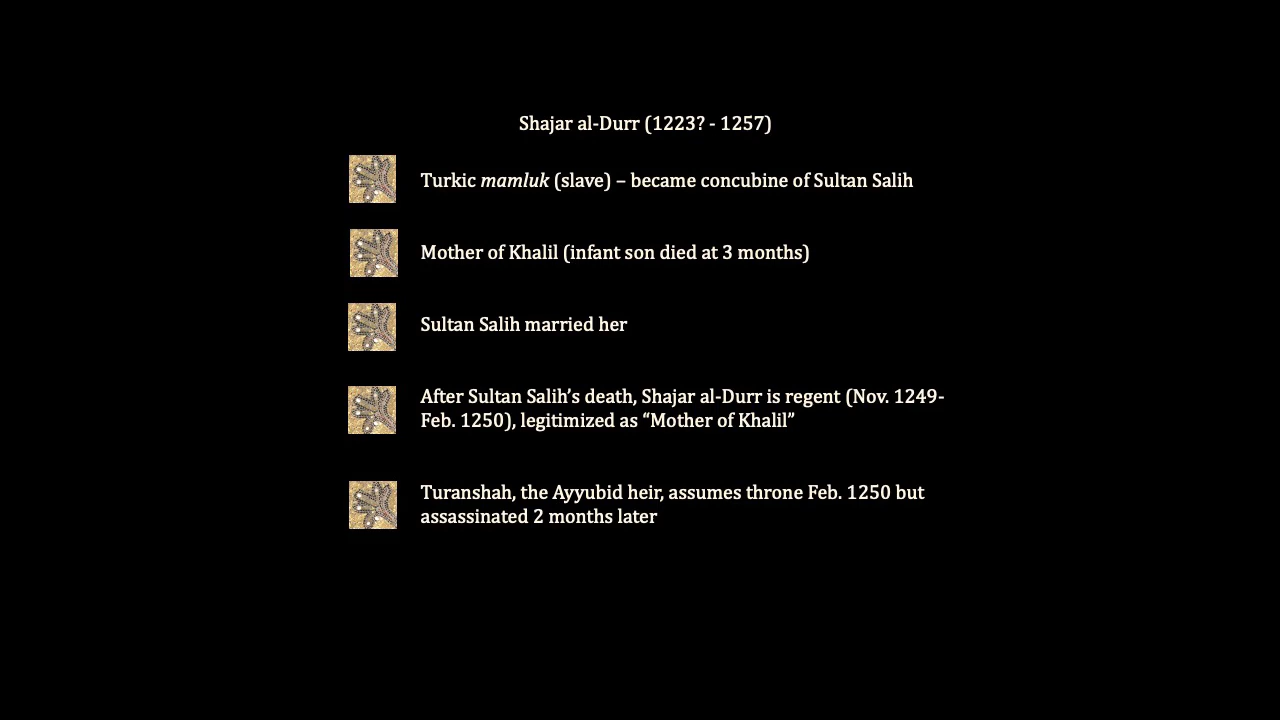 Shajar al-Durr (1223? - 1257)
Turkic mamluk (slave) – became concubine of Sultan Salih
Mother of Khalil (infant son died at 3 months)
Sultan Salih married her
After Sultan Salih’s death, Shajar al-Durr is regent (Nov. 1249-
Feb. 1250), legitimized as “Mother of Khalil”
Turanshah, the Ayyubid heir, assumes throne Feb. 1250 but
assassinated 2 months later